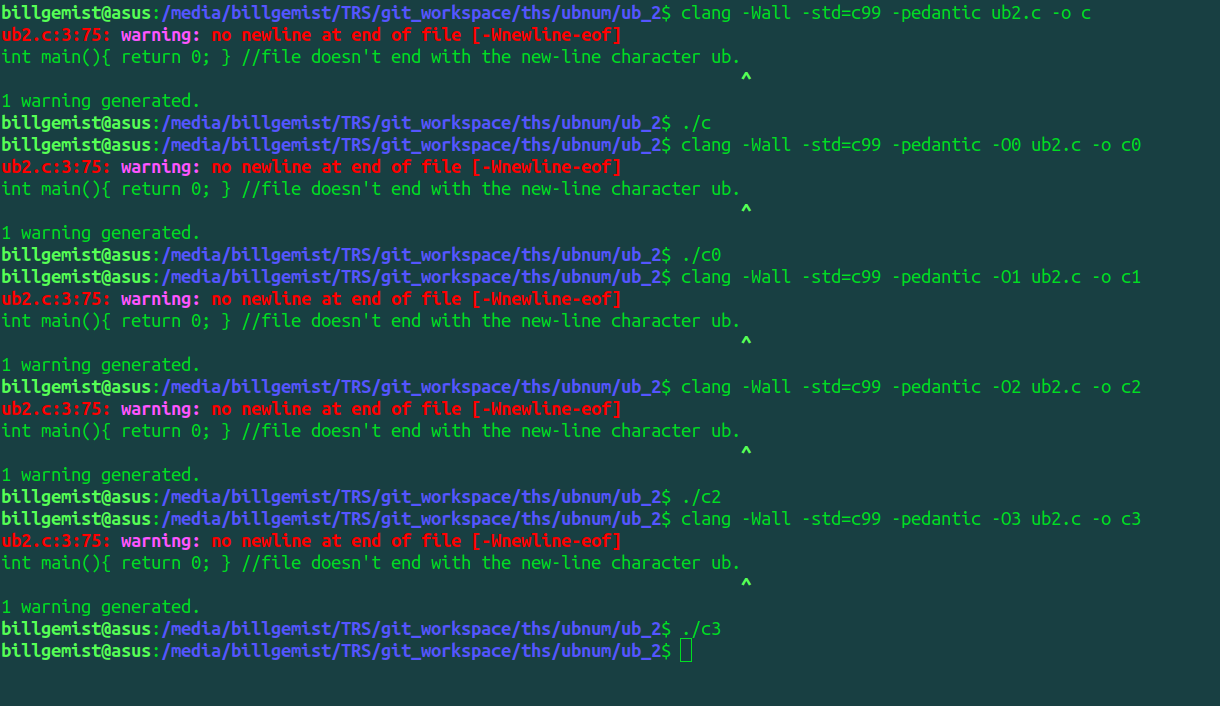 billgemist@asus:/media/billgemist/TRS/git_workspace/ths/ubnum/ub_2$ clang -Wall -std=c99 -pedantic ub2.c -o c
ub2.c:3:75: warning: no newline at end of file [-Wnewline-eof]
int main(){ return 0; } //file doesn't end with the new-line character ub.
^
1 warning generated.
billgemist@asus:/media/billgemist/TRS/git_workspace/ths/ubnum/ub_2$ ./c
billgemist@asus:/media/billgemist/TRS/git_workspace/ths/ubnum/ub_2$ clang -Wall -std=c99 -pedantic -O0 ub2.c -o c0
ub2.c:3:75: warning: no newline at end of file [-Wnewline-eof]
int main(){ return 0; } //file doesn't end with the new-line character ub.
^
1 warning generated.
billgemist@asus:/media/billgemist/TRS/git_workspace/ths/ubnum/ub_2$ ./c0
billgemist@asus:/media/billgemist/TRS/git_workspace/ths/ubnum/ub_2$ clang -Wall -std=c99 -pedantic -O1 ub2.c -o c1
ub2.c:3:75: warning: no newline at end of file [-Wnewline-eof]
int main(){ return 0; } //file doesn't end with the new-line character ub.
^
1 warning generated.
billgemist@asus:/media/billgemist/TRS/git_workspace/ths/ubnum/ub_2$ clang -Wall -std=c99 -pedantic -O2 ub2.c -o c2
ub2.c:3:75: warning: no newline at end of file [-Wnewline-eof]
int main(){ return 0; } //file doesn't end with the new-line character ub.
^
1 warning generated.
billgemist@asus:/media/billgemist/TRS/git_workspace/ths/ubnum/ub_2$ ./c2
billgemist@asus:/media/billgemist/TRS/git_workspace/ths/ubnum/ub_2$ clang -Wall -std=c99 -pedantic -O3 ub2.c -o c3
ub2.c:3:75: warning: no newline at end of file [-Wnewline-eof]
int main(){ return 0; } //file doesn't end with the new-line character ub.
^
1 warning generated.
billgemist@asus:/media/billgemist/TRS/git_workspace/ths/ubnum/ub_2$ ./c3
billgemist@asus:/media/billgemist/TRS/git_workspace/ths/ubnum/ub_2$